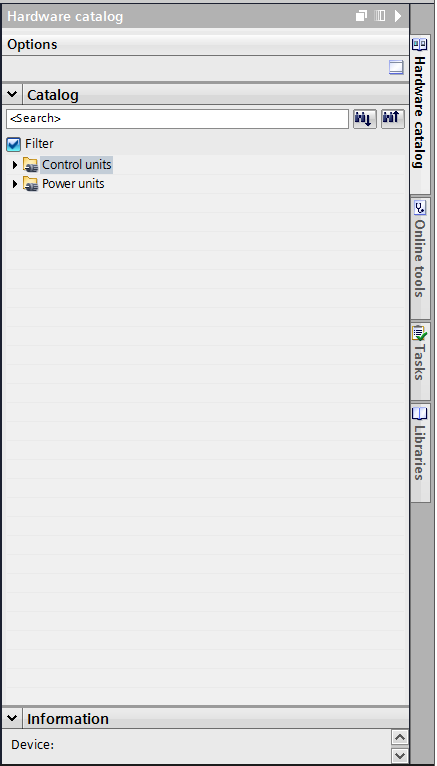 Hardware catalog
Options
Catalog
<Search>
Filter
Control units
Power units
Information
Device:
Hardware catalog
Online tools
Tasks
Libraries